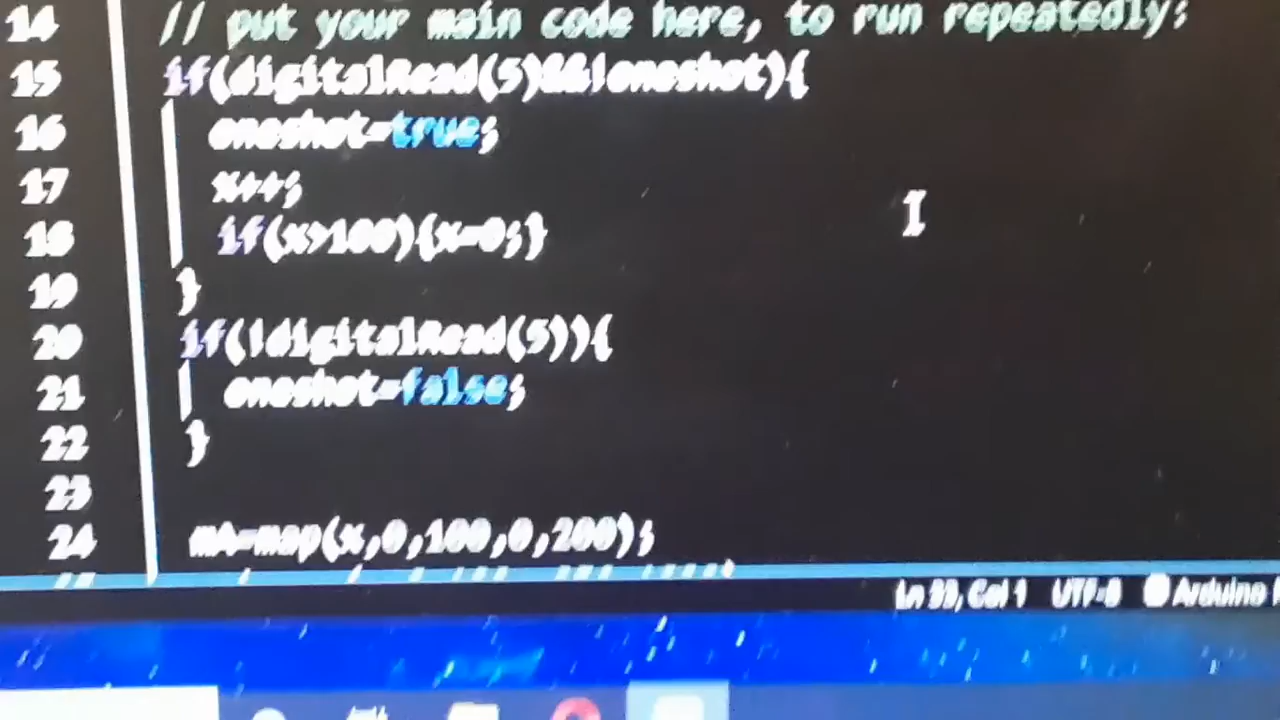 14 // put your main code here, to run repeatedly:
15 if(digitalRead(5)&&!oneshot){
16 oneshot=true;
17 x++;
18 if(x>100){x=0;}
19 }
20 if(!digitalRead(5)){
21 oneshot=false;
22 }
23
24 mA=map(x,0,100,0,200);
Ln 33, Col 1 UTF-8 Arduino